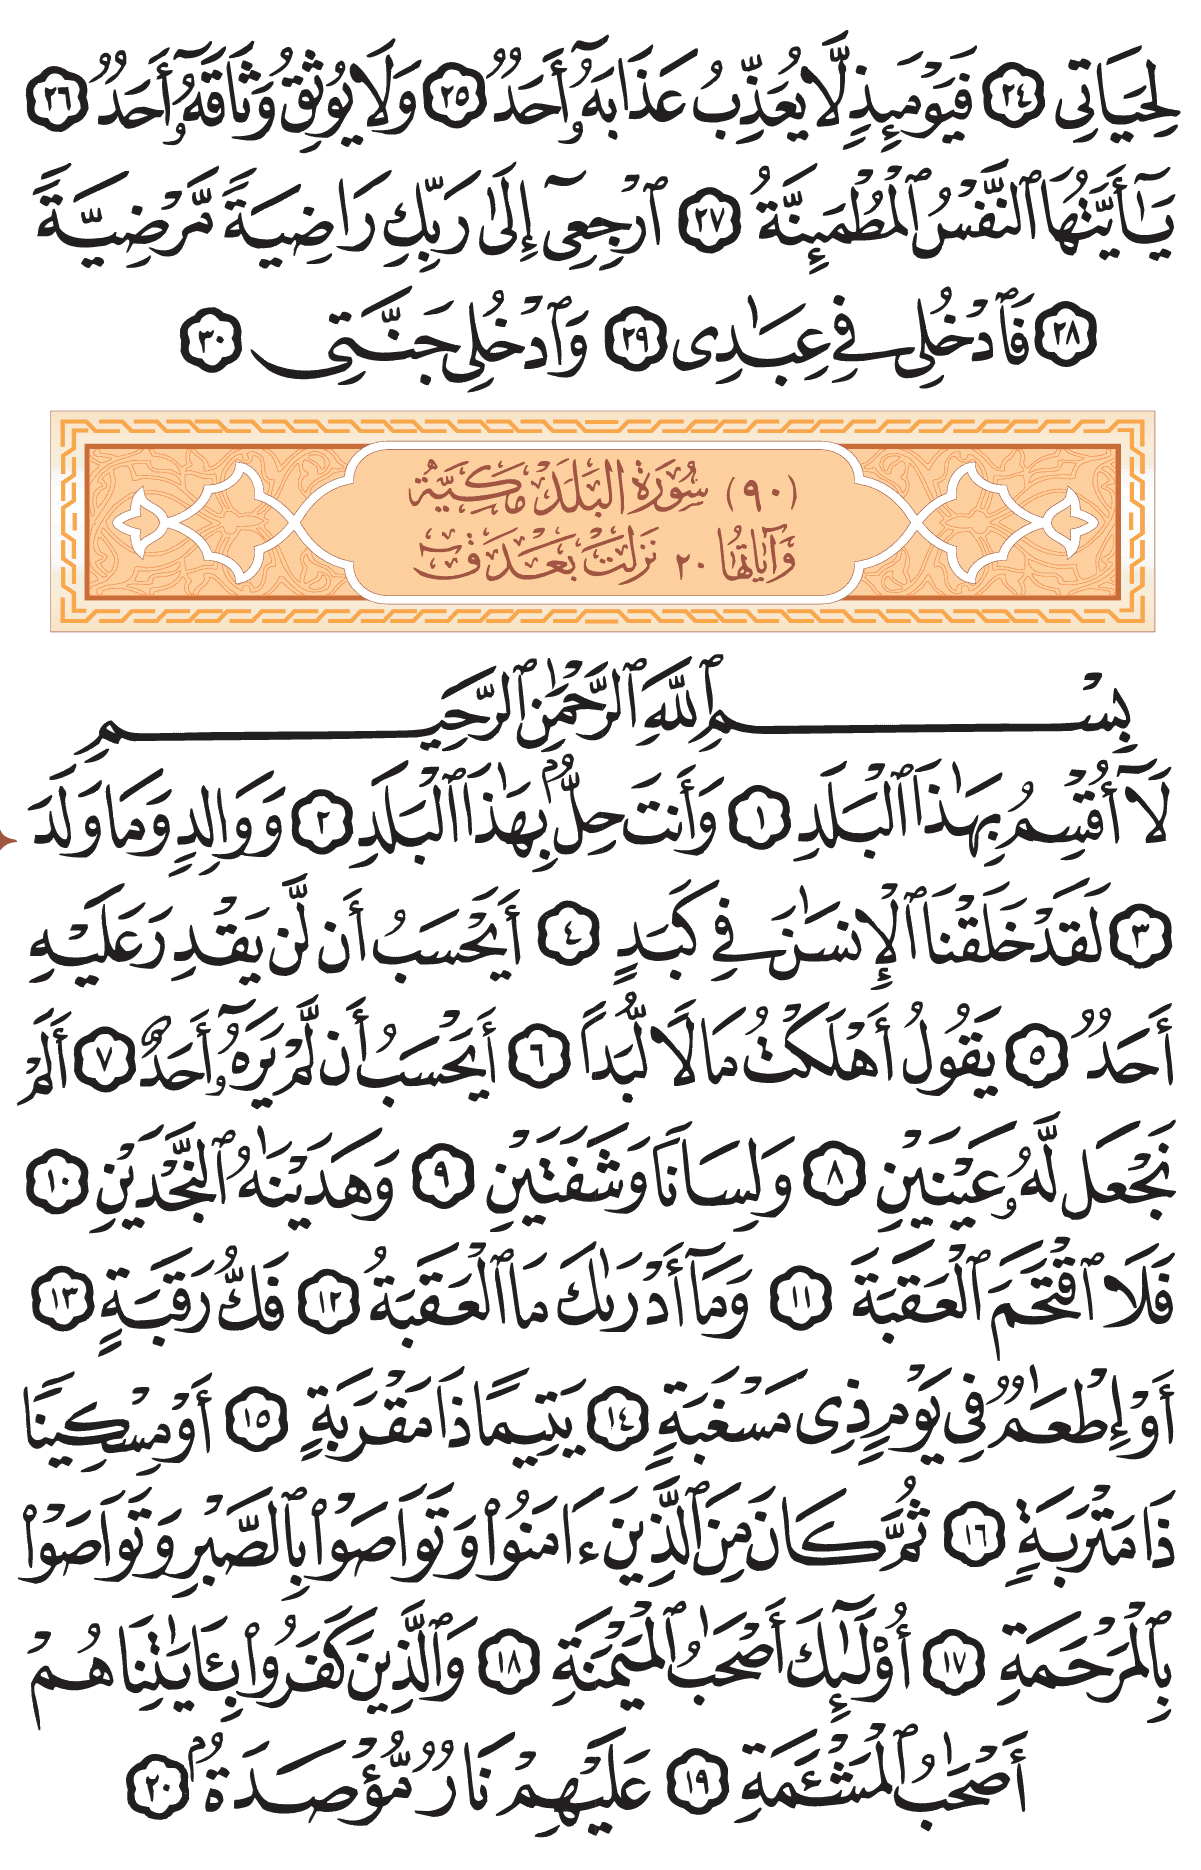 لِحَيَاتِى ٢٤ فَيَوْمَئِذٍ لَّا يُعَذِّبُ عَذَابَهُۥٓ أَحَدٌ ٢٥ وَلَا يُوثِقُ وَثَاقَهُۥٓ أَحَدٌ ٢٦
يَـٰٓأَيَّتُهَا ٱلنَّفْسُ ٱلْمُطْمَئِنَّةُ ٢٧ ٱرْجِعِىٓ إِلَىٰ رَبِّكِ رَاضِيَةً مَّرْضِيَّةً
٢٨ فَٱدْخُلِى فِى عِبَـٰدِى ٢٩ وَٱدْخُلِى جَنَّتِى ٣٠
(٩٠) سُورَةُ البَلَدِ مَكِيَّةٌ
وَآيَاتُهَا ٢٠ نَزَلَتْ بَعْدَ قٓ
بِسْمِ ٱللَّهِ ٱلرَّحْمَـٰنِ ٱلرَّحِيمِ
لَآ أُقْسِمُ بِهَـٰذَا ٱلْبَلَدِ ١ وَأَنتَ حِلٌّۢ بِهَـٰذَا ٱلْبَلَدِ ٢ وَوَالِدٍ وَمَا وَلَدَ
٣ لَقَدْ خَلَقْنَا ٱلْإِنسَـٰنَ فِى كَبَدٍ ٤ أَيَحْسَبُ أَن لَّن يَقْدِرَ عَلَيْهِ
أَحَدٌ ٥ يَقُولُ أَهْلَكْتُ مَالًا لُّبَدًا ٦ أَيَحْسَبُ أَن لَّمْ يَرَهُۥٓ أَحَدٌ ٧ أَلَمْ
نَجْعَل لَّهُۥ عَيْنَيْنِ ٨ وَلِسَانًا وَشَفَتَيْنِ ٩ وَهَدَيْنَـٰهُ ٱلنَّجْدَيْنِ ١٠
فَلَا ٱقْتَحَمَ ٱلْعَقَبَةَ ١١ وَمَآ أَدْرَىٰكَ مَا ٱلْعَقَبَةُ ١٢ فَكُّ رَقَبَةٍ ١٣
أَوْ إِطْعَـٰمٌ فِى يَوْمٍ ذِى مَسْغَبَةٍ ١٤ يَتِيمًا ذَا مَقْرَبَةٍ ١٥ أَوْ مِسْكِينًا
ذَا مَتْرَبَةٍ ١٦ ثُمَّ كَانَ مِنَ ٱلَّذِينَ ءَامَنُوا۟ وَتَوَاصَوْا۟ بِٱلصَّبْرِ وَتَوَاصَوْا۟
بِٱلْمَرْحَمَةِ ١٧ أُو۟لَـٰٓئِكَ أَصْحَـٰبُ ٱلْمَيْمَنَةِ ١٨ وَٱلَّذِينَ كَفَرُوا۟ بِـَٔايَـٰتِنَا هُمْ
أَصْحَـٰبُ ٱلْمَشْـَٔمَةِ ١٩ عَلَيْهِمْ نَارٌ مُّؤْصَدَةٌۢ ٢٠